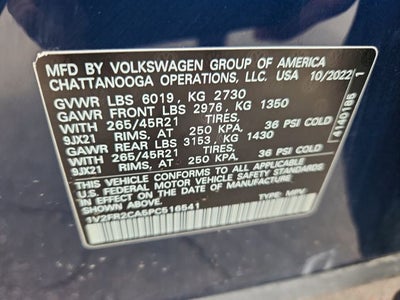 MFD BY VOLKSWAGEN GROUP OF AMERICA
CHATTANOOGA OPERATIONS, LLC. USA 10/2022
GVWR LBS 6019, KG 2730
GAWR FRONT LBS 2976, KG 1350
265/45R21 TIRES,
9JX21 RIMS, AT 250 KPA. 36 PSI COLD
GAWR REAR LBS 3153, KG 1430
265/45R21 TIRES,
9JX21 RIMS, AT 250 KPA. 36 PSI COLD
THIS VEHICLE CONFORMS TO ALL APPLICABLE
U.S. FEDERAL MOTOR VEHICLE SAFETY STANDARDS
IN EFFECT ON THE DATE OF MANUFACTURE
SHOWN ABOVE.
1V2FR2CA5PC516541 TYPE: MPV